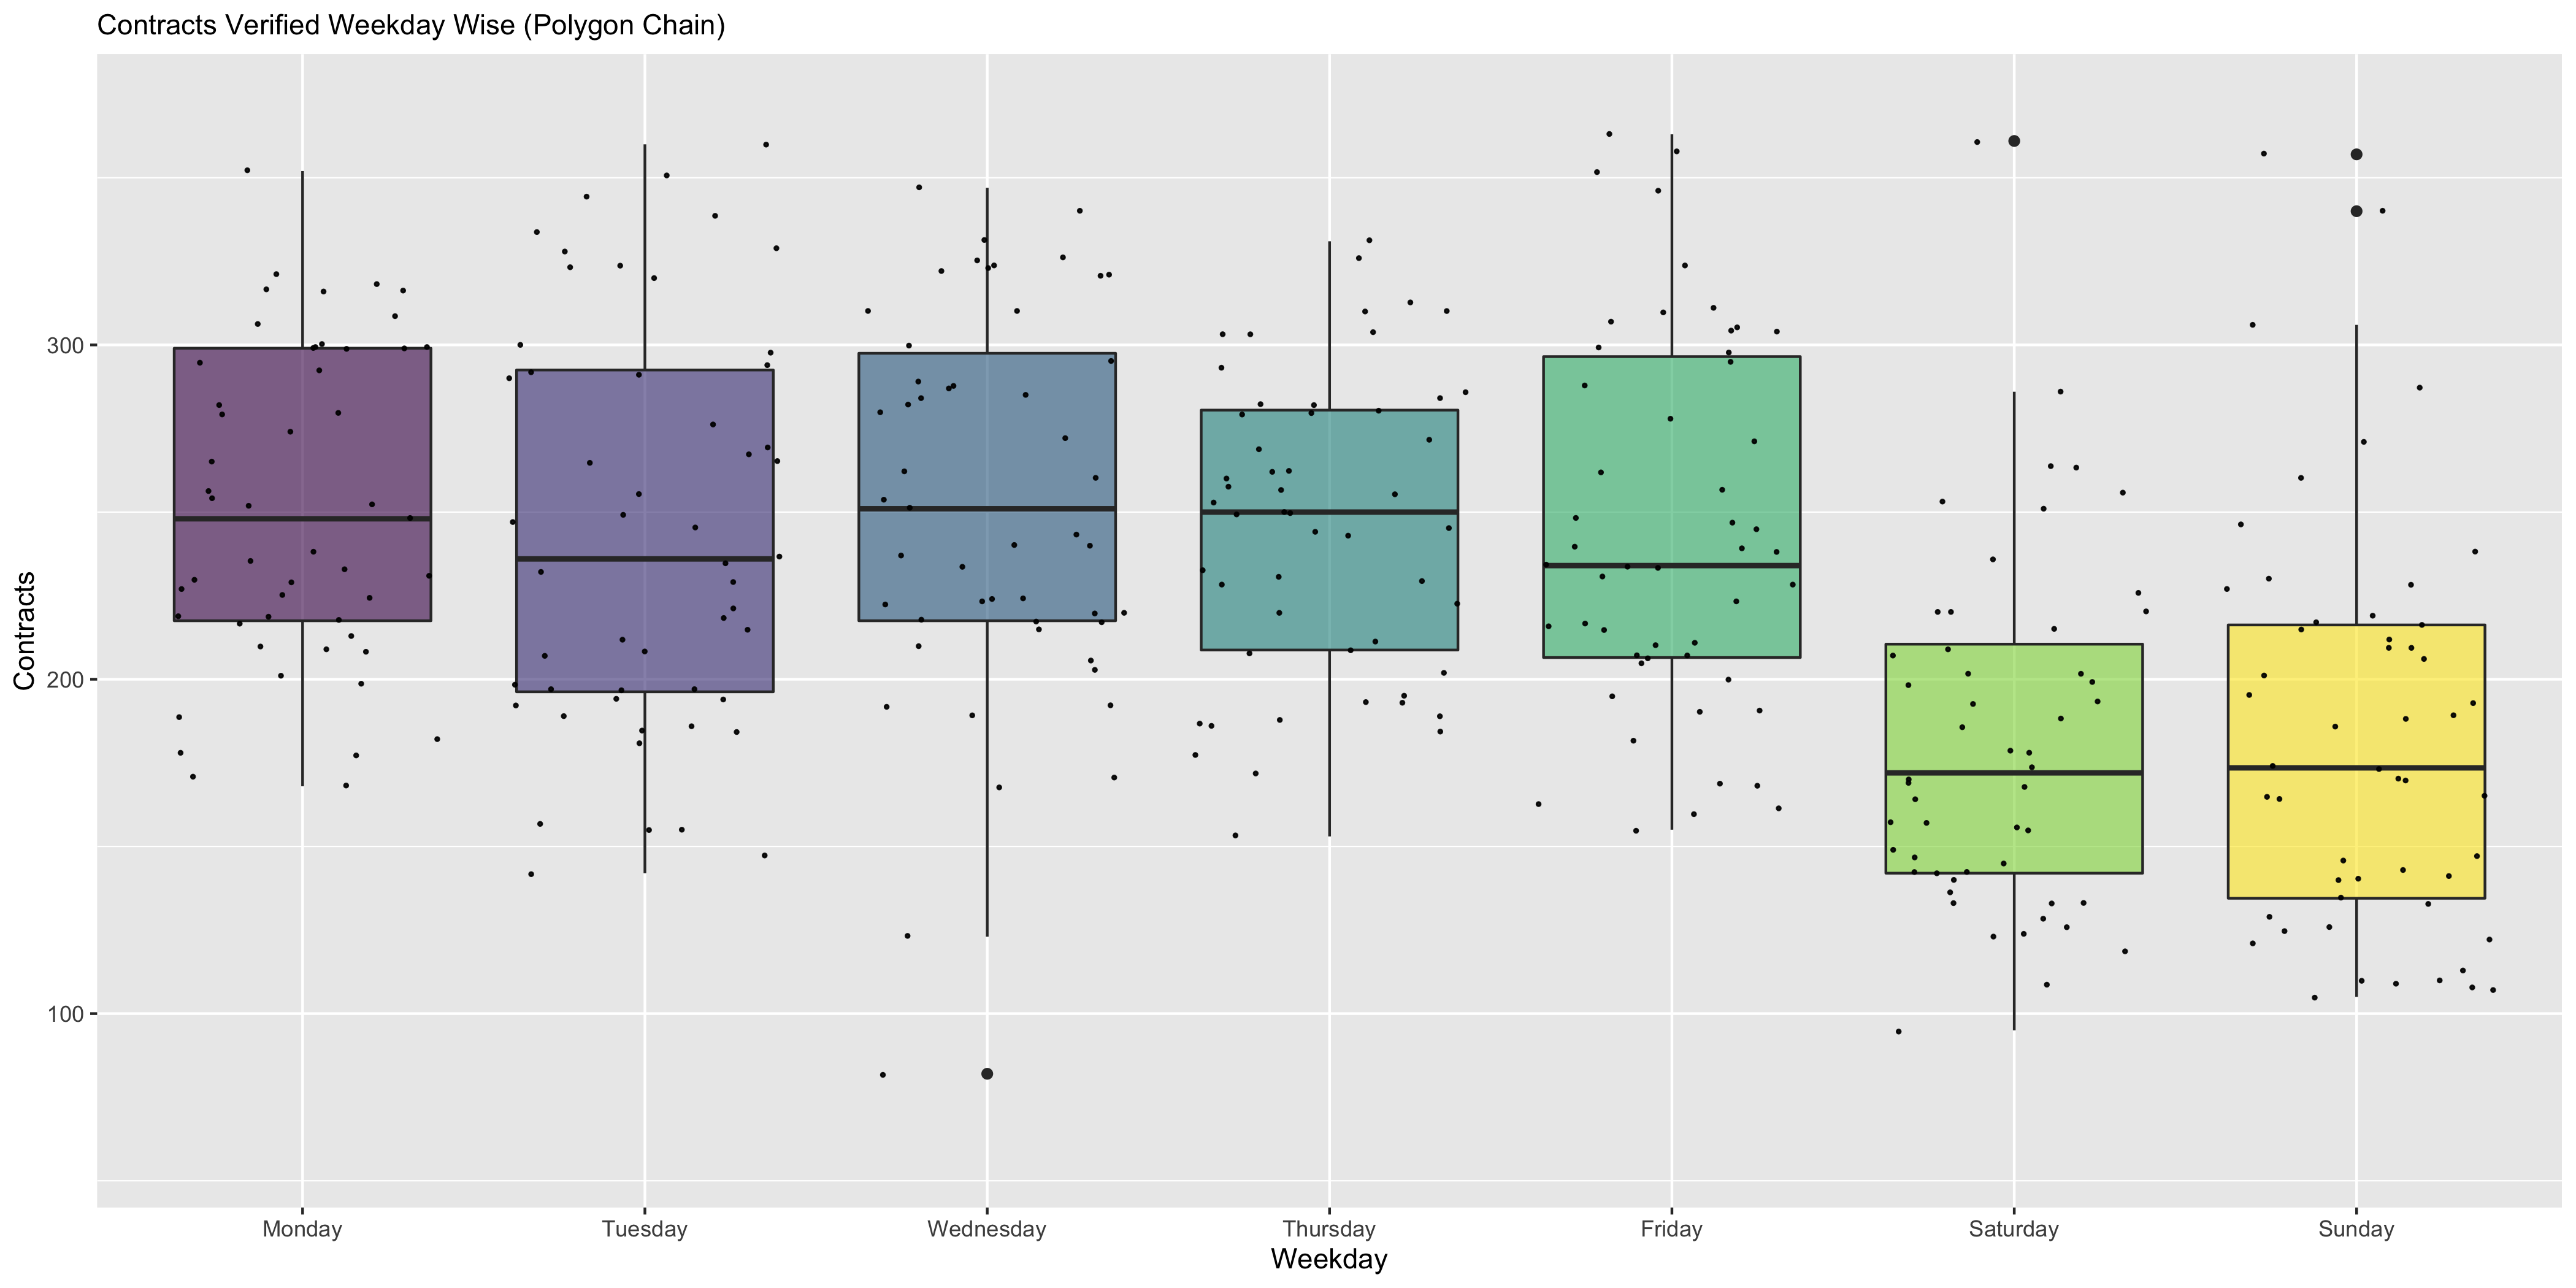 Contracts Verified Weekday Wise (Polygon Chain)
Contracts
300
200
100
Monday Tuesday Wednesday Thursday Friday Saturday Sunday
Weekday